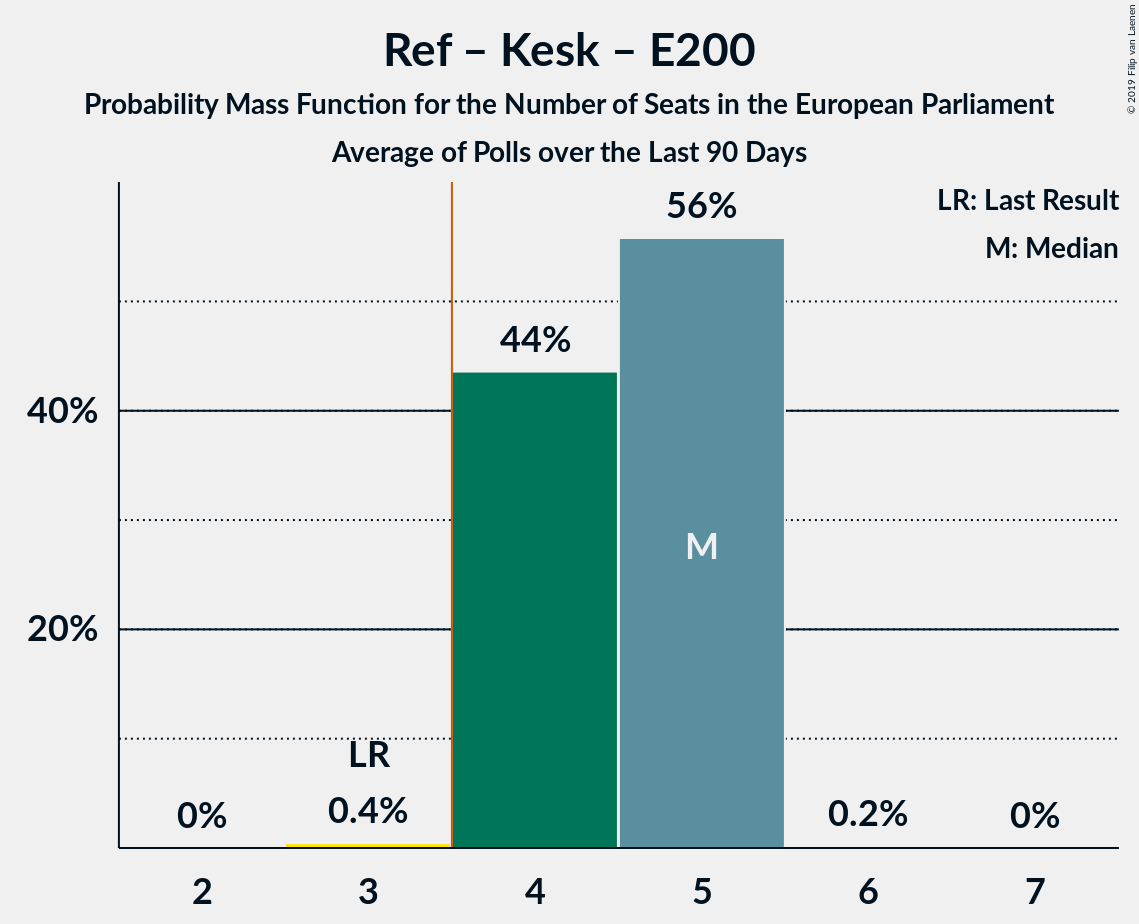 Ref – Kesk – E200
Probability Mass Function for the Number of Seats in the European Parliament
Average of Polls over the Last 90 Days
© 2019 Filip van Laenen
LR: Last Result
M: Median
56%
44%
40%
M
20%
LR
0%
0.4%
0.2%
0%
2 3 4 5 6 7